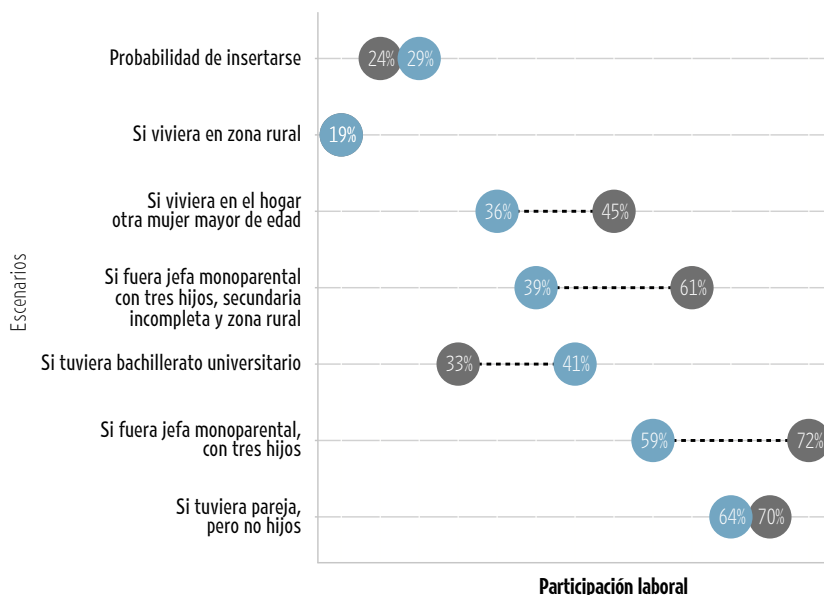 Probabilidad de insertarse
24% 29%
Si viviera en zona rural
19%
Si viviera en el hogar
otra mujer mayor de edad
36% 45%
Si fuera jefa monoparental
con tres hijos, secundaria
incompleta y zona rural
39% 61%
Si tuviera bachillerato universitario
33% 41%
Si fuera jefa monoparental,
con tres hijos
59% 72%
Si tuviera pareja,
pero no hijos
64% 70%
Escenarios
Participación laboral